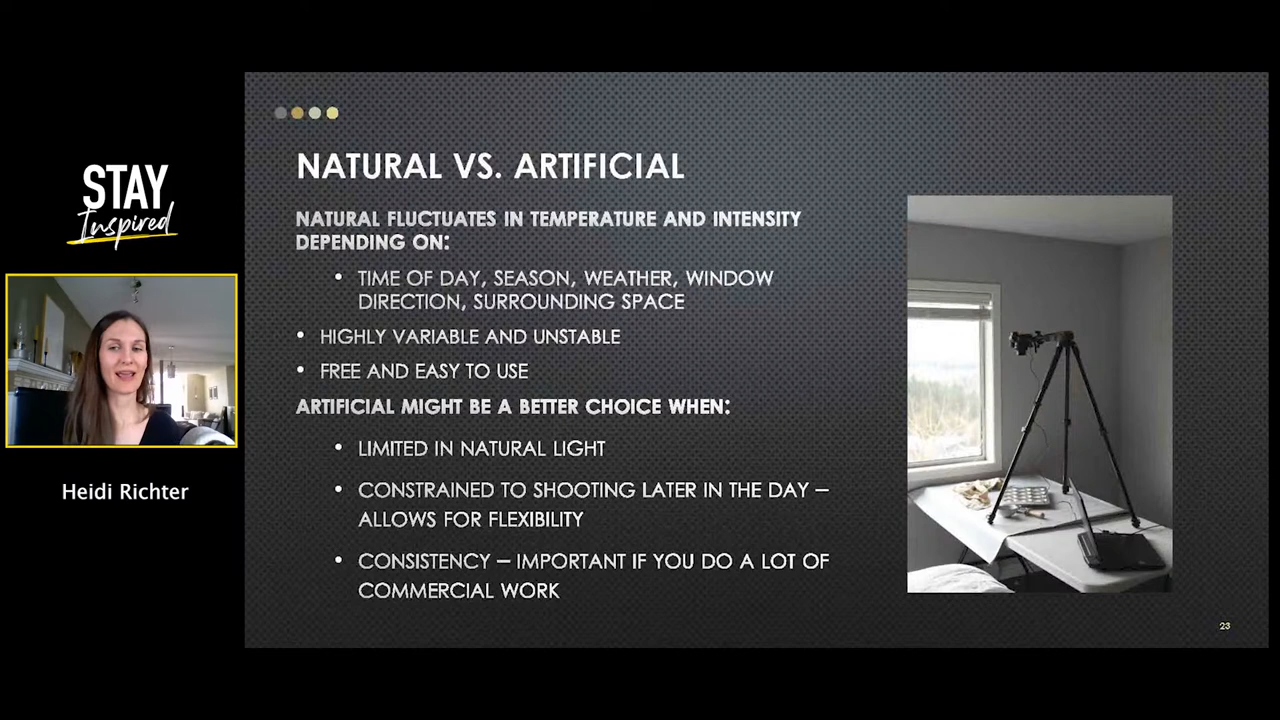 STAY
Inspired
Heidi Richter
NATURAL VS. ARTIFICIAL
NATURAL FLUCTUATES IN TEMPERATURE AND INTENSITY
DEPENDING ON:
• TIME OF DAY, SEASON, WEATHER, WINDOW
DIRECTION, SURROUNDING SPACE
• HIGHLY VARIABLE AND UNSTABLE
• FREE AND EASY TO USE
ARTIFICIAL MIGHT BE A BETTER CHOICE WHEN:
• LIMITED IN NATURAL LIGHT
• CONSTRAINED TO SHOOTING LATER IN THE DAY –
ALLOWS FOR FLEXIBILITY
• CONSISTENCY – IMPORTANT IF YOU DO A LOT OF
COMMERCIAL WORK
23